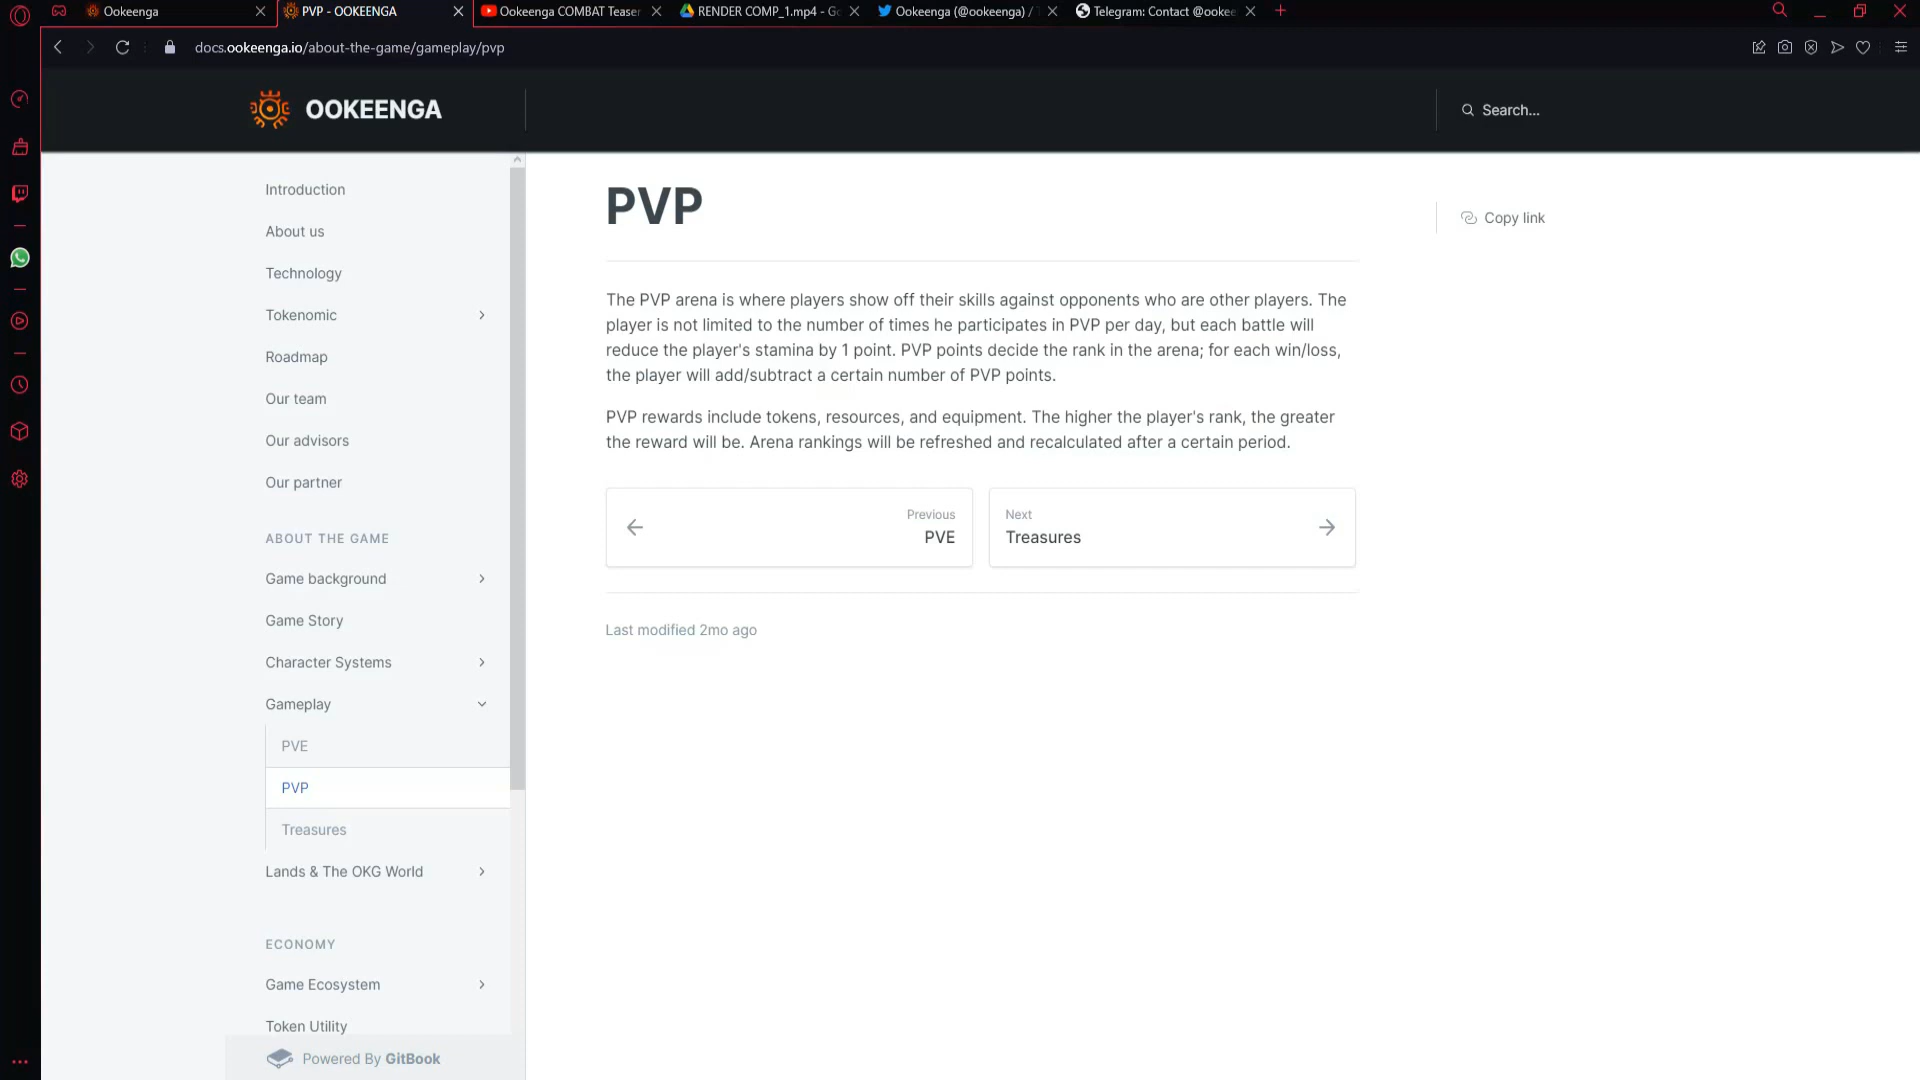 Ookeenga
PVP - OOKEENGA
Ookeenga COMBAT Teaser
RENDER COMP_1.mp4 - Go
Ookeenga (@ookeenga) / T
Telegram: Contact @ookee
docs.ookeenga.io/about-the-game/gameplay/pvp
OOKEENGA
Search...
Introduction
About us
Technology
Tokenomic
Roadmap
Our team
Our advisors
Our partner
ABOUT THE GAME
Game background
Game Story
Character Systems
Gameplay
PVE
PVP
Treasures
Lands & The OKG World
ECONOMY
Game Ecosystem
Token Utility
Powered By GitBook
PVP
Copy link
The PVP arena is where players show off their skills against opponents who are other players. The
player is not limited to the number of times he participates in PVP per day, but each battle will
reduce the player's stamina by 1 point. PVP points decide the rank in the arena; for each win/loss,
the player will add/subtract a certain number of PVP points.
PVP rewards include tokens, resources, and equipment. The higher the player's rank, the greater
the reward will be. Arena rankings will be refreshed and recalculated after a certain period.
Previous
PVE
Next
Treasures
Last modified 2mo ago